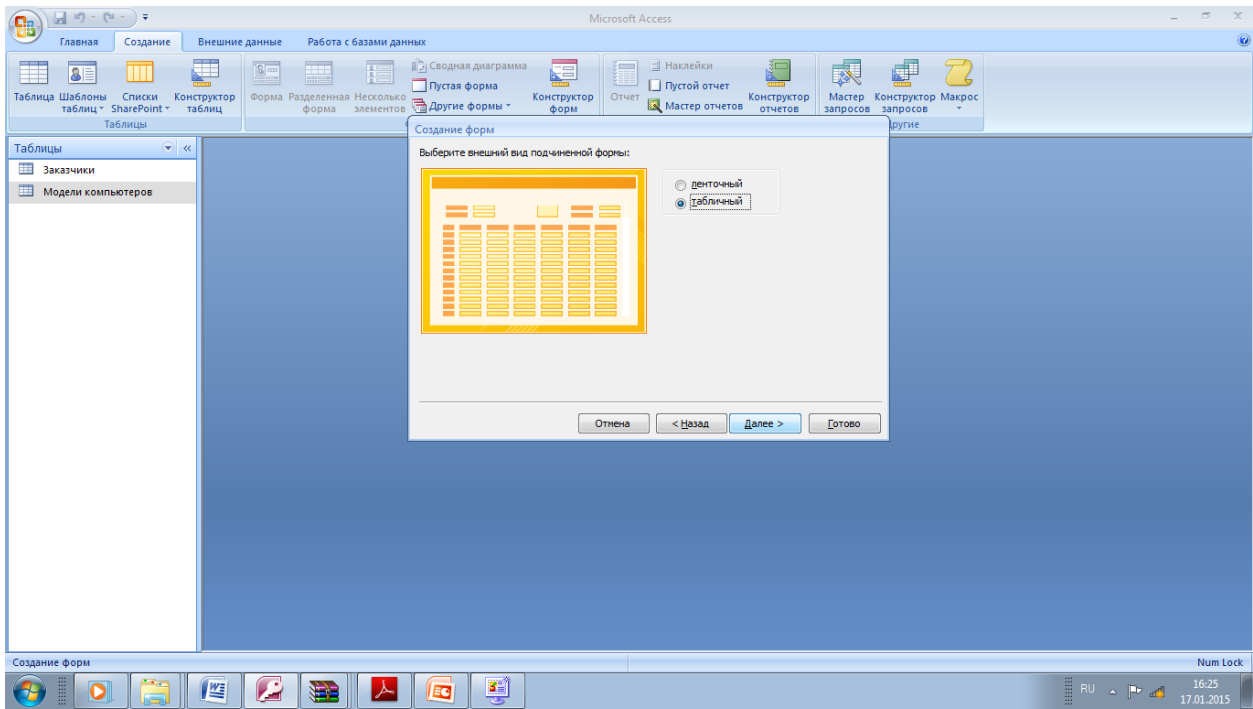 Microsoft Access
Главная Создание Внешние данные Работа с базами данных
Таблица
Шаблоны таблиц
Списки SharePoint
Конструктор таблиц
Таблицы
Форма
Разделенная форма
Несколько элементов
Сводная диаграмма
Пустая форма
Другие формы
Конструктор форм
Отчет
Наклейки
Пустой отчет
Мастер отчетов
Конструктор отчетов
Мастер запросов
Конструктор запросов
Макрос
Другие
Таблицы
Заказчики
Модели компьютеров
Создание форм
Выберите внешний вид подчиненной формы:
ленточный
табличный
Отмена < Назад Далее > Готово
Создание форм
Num Lock
RU
16:25
17.01.2015